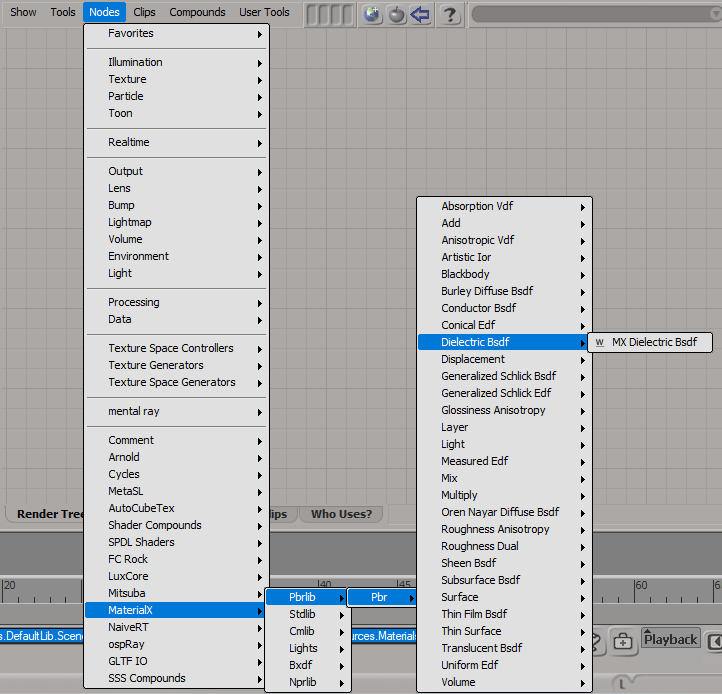 Show Tools Nodes Clips Compounds User Tools ?
Favorites
Illumination
Texture
Particle
Toon
Realtime
Output
Lens
Bump
Lightmap
Volume
Environment
Light
Processing
Data
Texture Space Controllers
Texture Generators
Texture Space Generators
mental ray
Comment
Arnold
Cycles
MetaSL
AutoCubeTex
Shader Compounds
SPDL Shaders
FC Rock
LuxCore
Mitsuba
MaterialX
NaiveRT
ospRay
GLTF IO
SSS Compounds
Pbrlib
Stdlib
Cmlib
Lights
Bxdf
Nprlib
Pbr
Absorption Vdf
Add
Anisotropic Vdf
Artistic Ior
Blackbody
Burley Diffuse Bsdf
Conductor Bsdf
Conical Edf
Dielectric Bsdf
Displacement
Generalized Schlick Bsdf
Generalized Schlick Edf
Glossiness Anisotropy
Layer
Light
Measured Edf
Mix
Multiply
Oren Nayar Diffuse Bsdf
Roughness Anisotropy
Roughness Dual
Sheen Bsdf
Subsurface Bsdf
Surface
Thin Film Bsdf
Thin Surface
Translucent Bsdf
Uniform Edf
Volume
W MX Dielectric Bsdf
Render Tree lips Who Uses?
20 40 45 60 6
s.DefaultLib.Scene urces.Materials ? Playback